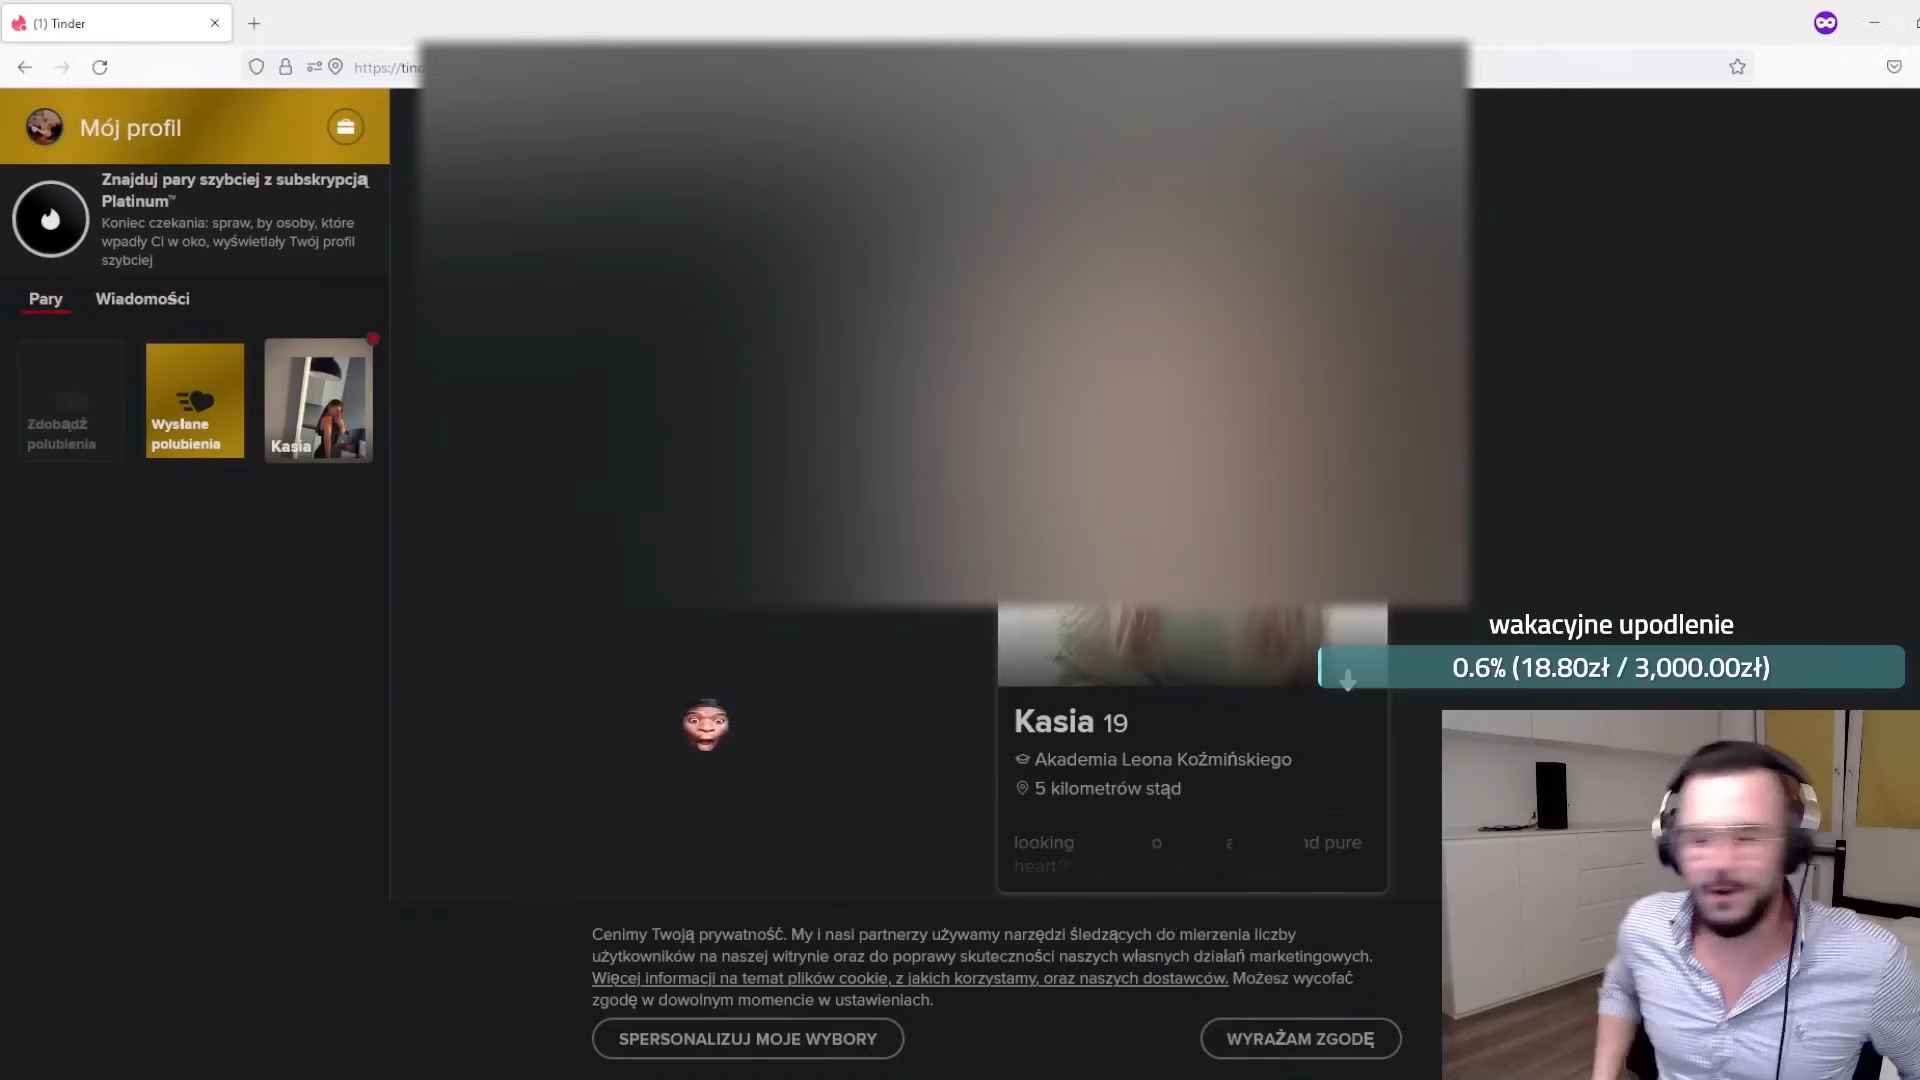 (1) Tinder
https://tind
Mój profil
Znajduj pary szybciej z subskrypcją
Platinum™
Koniec czekania: spraw, by osoby, które
wpadły Ci w oko, wyświetlały Twój profil
szybciej
Pary Wiadomości
Zdobądź
polubienia
Wysłane
polubienia
Kasia
wakacyjne upodlenie
0.6% (18.80zł / 3,000.00zł)
Kasia 19
Akademia Leona Koźmińskiego
5 kilometrów stąd
looking pure
heart
Cenimy Twoją prywatność. My i nasi partnerzy używamy narzędzi śledzących do mierzenia liczby
użytkowników na naszej witrynie oraz do poprawy skuteczności naszych własnych działań marketingowych.
Więcej informacji na temat plików cookie, z jakich korzystamy, oraz naszych dostawców. Możesz wycofać
zgodę w dowolnym momencie w ustawieniach.
SPERSONALIZUJ MOJE WYBORY
WYRAŻAM ZGODĘ